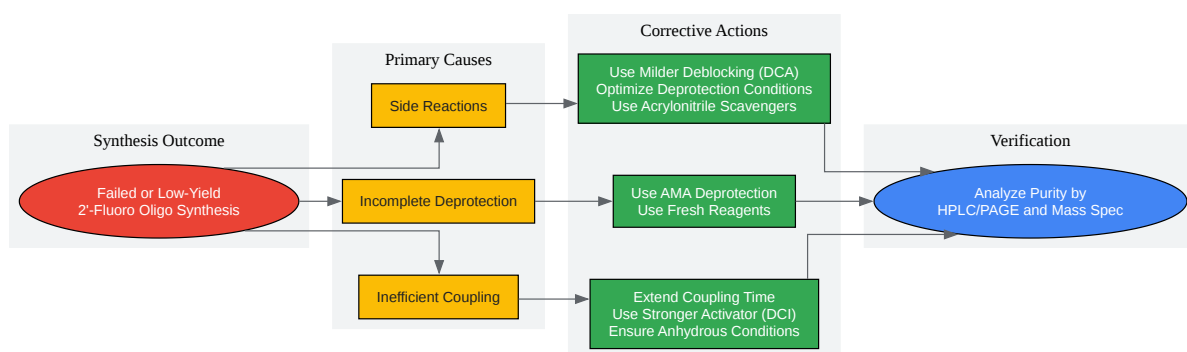 Synthesis Outcome
Failed or Low-Yield
2'-Fluoro Oligo Synthesis
Primary Causes
Side Reactions
Incomplete Deprotection
Inefficient Coupling
Corrective Actions
Use Milder Deblocking (DCA)
Optimize Deprotection Conditions
Use Acrylonitrile Scavengers
Use AMA Deprotection
Use Fresh Reagents
Extend Coupling Time
Use Stronger Activator (DCI)
Ensure Anhydrous Conditions
Verification
Analyze Purity by
HPLC/PAGE and Mass Spec